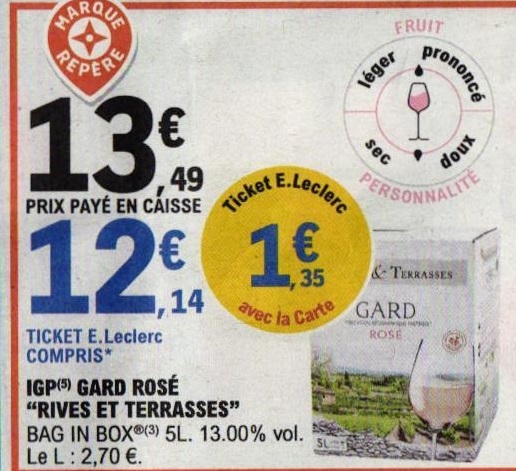 MARQUE
REPÈRE
13€,49
PRIX PAYÉ EN CAISSE
12€,14
TICKET E.Leclerc
COMPRIS*
Ticket E.Leclerc
1€,35
avec la Carte
FRUIT
léger
prononcé
sec
doux
PERSONNALITÉ
& TERRASSES
GARD
ROSÉ
5L
IGP(5) GARD ROSÉ
“RIVES ET TERRASSES”
BAG IN BOX®(3) 5L. 13.00% vol.
Le L : 2,70 €.